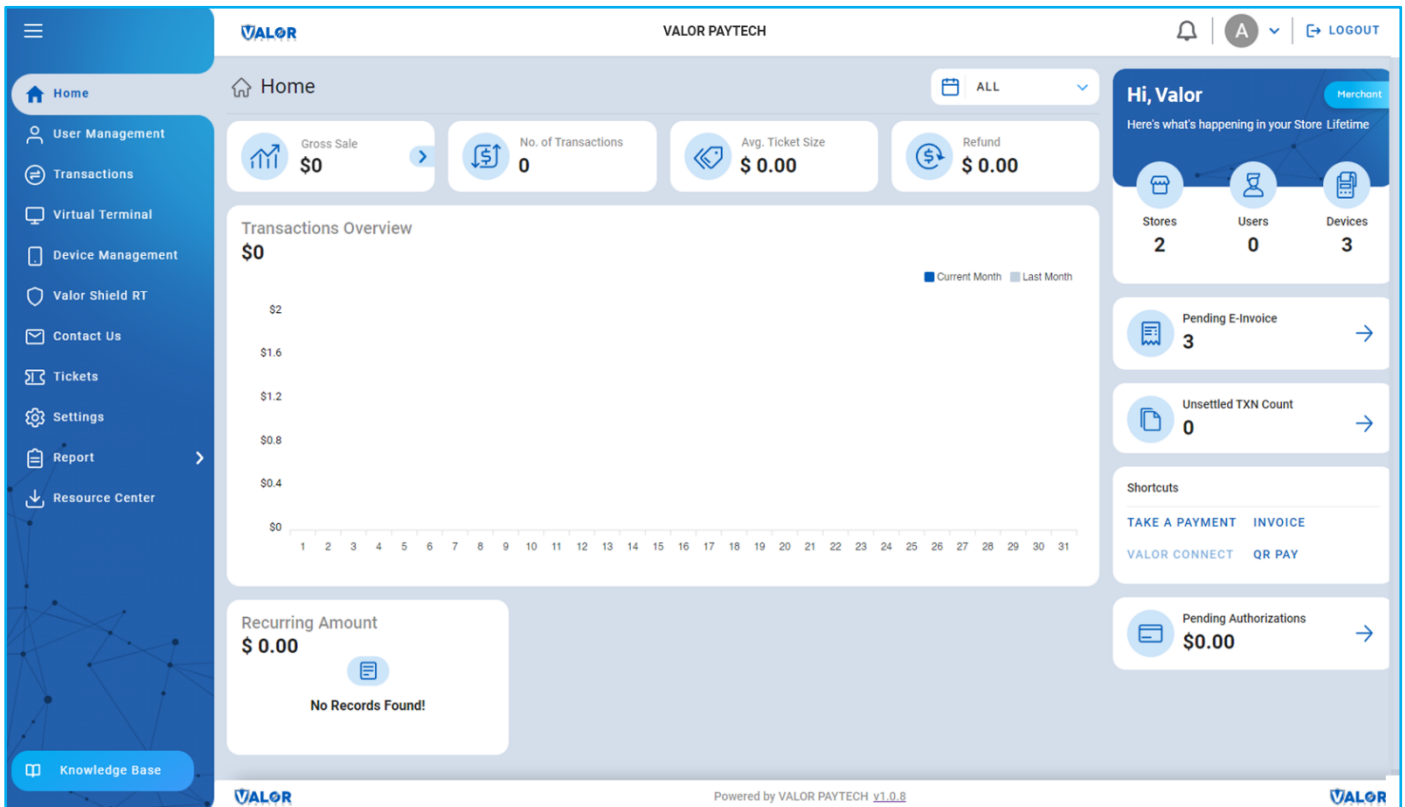 VALOR
VALOR PAYTECH
A
LOGOUT
Home
User Management
Transactions
Virtual Terminal
Device Management
Valor Shield RT
Contact Us
Tickets
Settings
Report
Resource Center
Knowledge Base
Home
ALL
Gross Sale
$0
No. of Transactions
0
Avg. Ticket Size
$ 0.00
Refund
$ 0.00
Transactions Overview
$0
Current Month Last Month
$2
$1.6
$1.2
$0.8
$0.4
$0
1 2 3 4 5 6 7 8 9 10 11 12 13 14 15 16 17 18 19 20 21 22 23 24 25 26 27 28 29 30 31
Recurring Amount
$ 0.00
No Records Found!
Hi, Valor
Merchant
Here's what's happening in your Store Lifetime
Stores Users Devices
2 0 3
Pending E-Invoice
3
Unsettled TXN Count
0
Shortcuts
TAKE A PAYMENT INVOICE
VALOR CONNECT QR PAY
Pending Authorizations
$0.00
VALOR
Powered by VALOR PAYTECH v1.0.8
VALOR